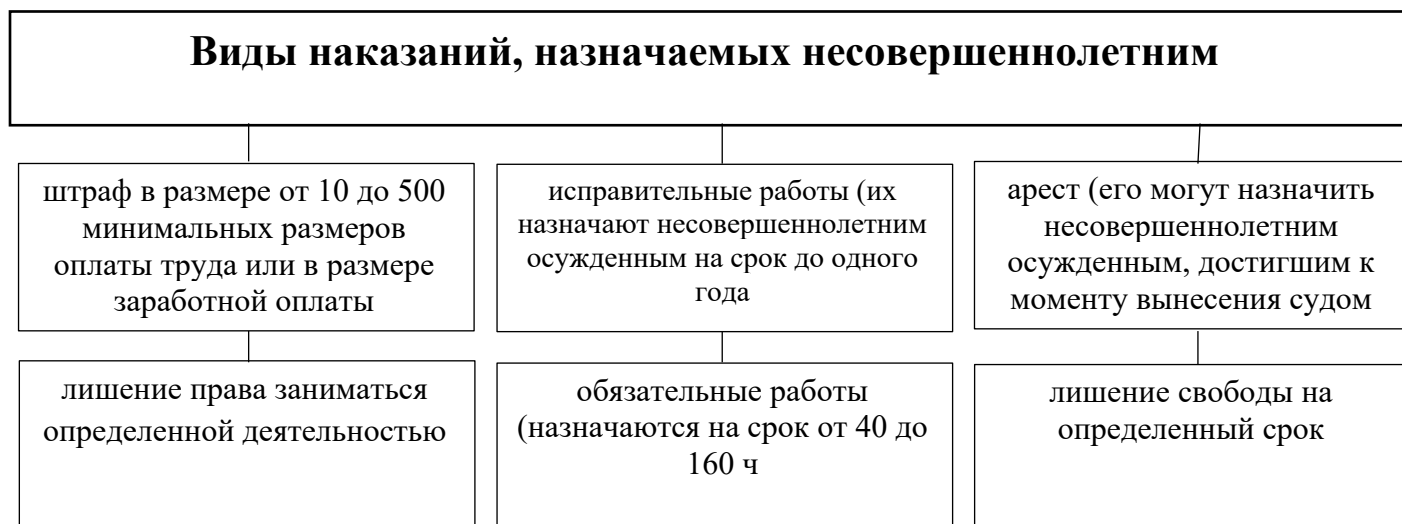 Виды наказаний, назначаемых несовершеннолетним
штраф в размере от 10 до 500
минимальных размеров
оплаты труда или в размере
заработной оплаты
исправительные работы (их
назначают несовершеннолетним
осужденным на срок до одного
года
арест (его могут назначить
несовершеннолетним
осужденным, достигшим к
моменту вынесения судом
лишение права заниматься
определенной деятельностью
обязательные работы
(назначаются на срок от 40 до
160 ч
лишение свободы на
определенный срок